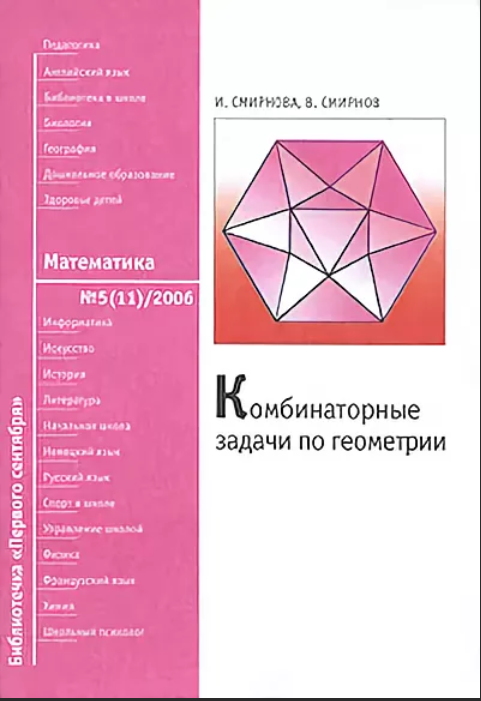 Педагогика
Английский язык
Библиотека в школе
Биология
География
Дошкольное образование
Здоровье детей
Математика
№5(11)/2006
Информатика
Искусство
История
Литература
Начальная школа
Немецкий язык
Русский язык
Спорт в школе
Управление школой
Физика
Французский язык
Химия
Школьный психолог
Библиотечка «Первого сентября»
И. СМИРНОВА, В. СМИРНОВ
Комбинаторные
задачи по геометрии